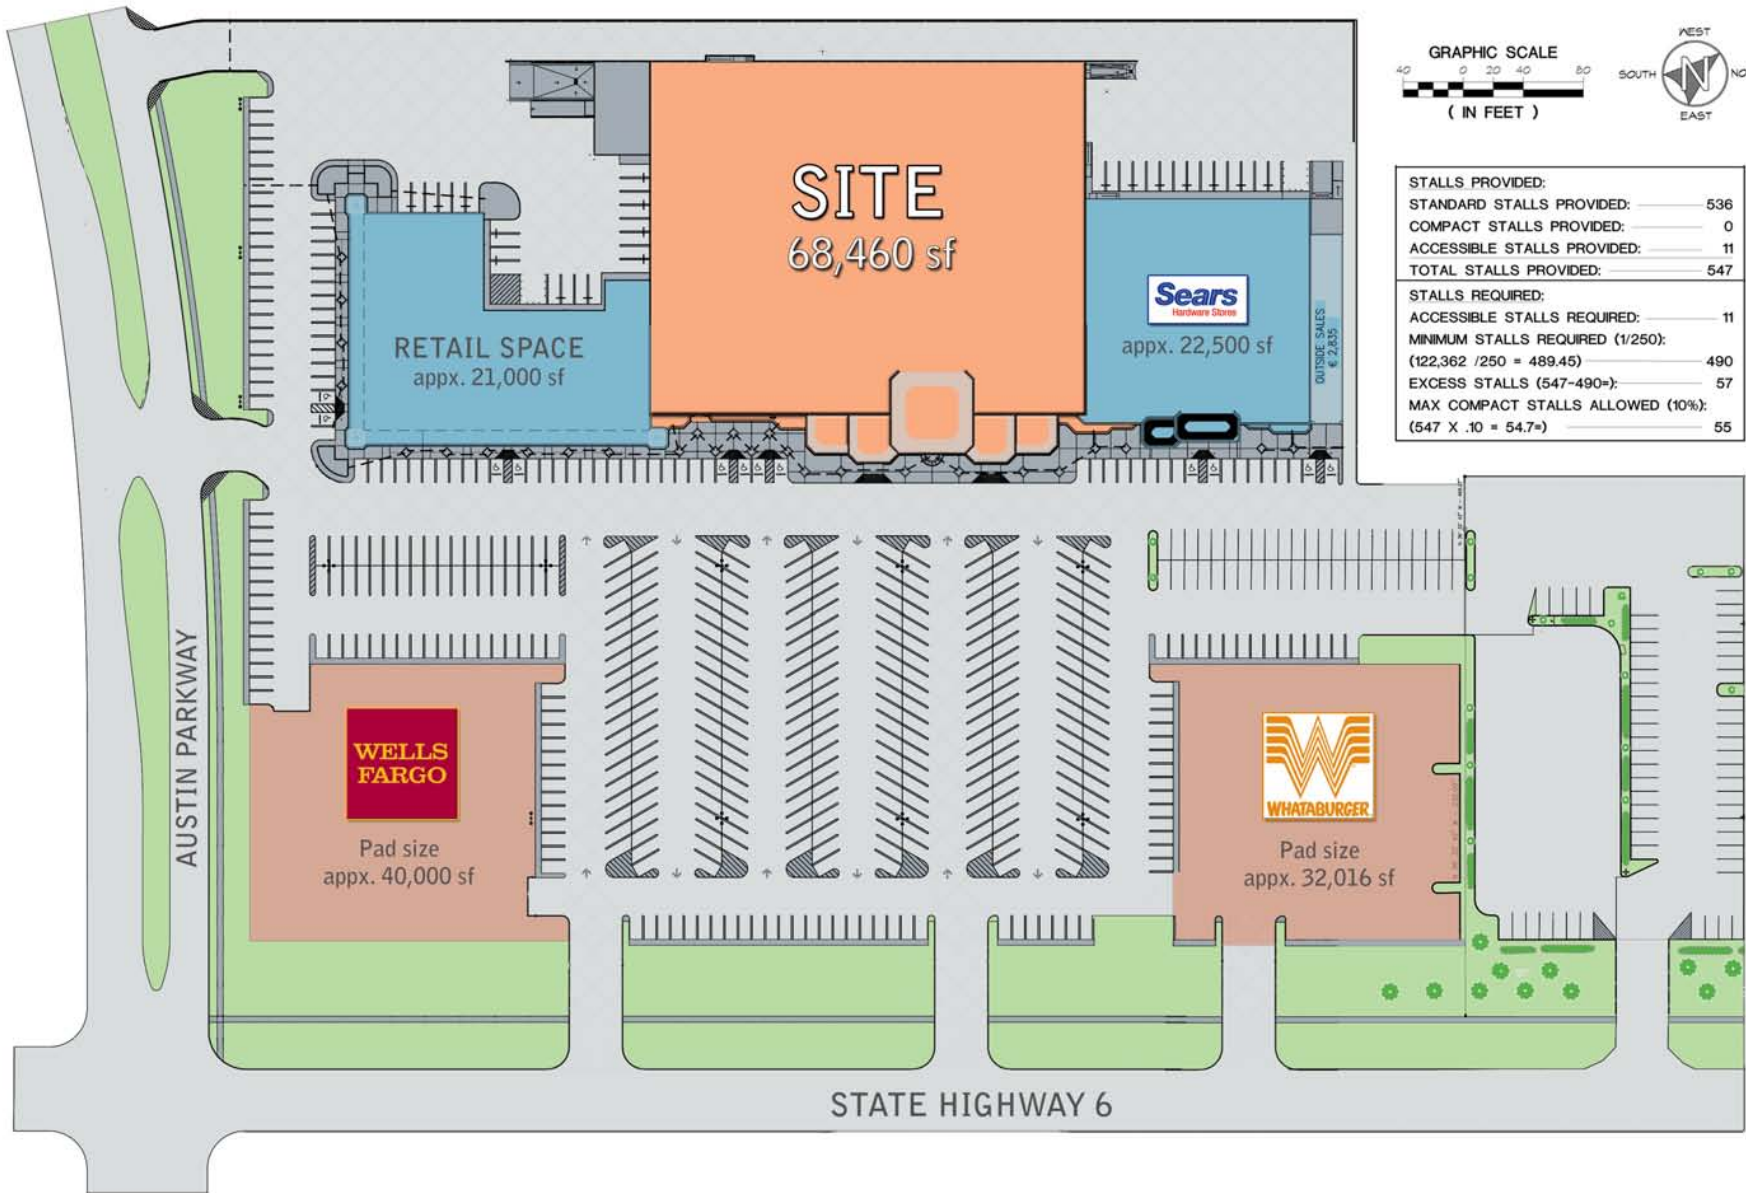 GRAPHIC SCALE
40 0 20 40 80
( IN FEET )
WEST
SOUTH N NO
EAST
STALLS PROVIDED:
STANDARD STALLS PROVIDED: 536
COMPACT STALLS PROVIDED: 0
ACCESSIBLE STALLS PROVIDED: 11
TOTAL STALLS PROVIDED: 547
STALLS REQUIRED:
ACCESSIBLE STALLS REQUIRED: 11
MINIMUM STALLS REQUIRED (1/250):
(122,362 /250 = 489.45) 490
EXCESS STALLS (547-490=): 57
MAX COMPACT STALLS ALLOWED (10%):
(547 X .10 = 54.7=) 55
SITE
68,460 sf
Sears
Hardware Stores
appx. 22,500 sf
OUTSIDE SALES
€ 2,835
RETAIL SPACE
appx. 21,000 sf
AUSTIN PARKWAY
WELLS
FARGO
Pad size
appx. 40,000 sf
WHATABURGER
Pad size
appx. 32,016 sf
STATE HIGHWAY 6